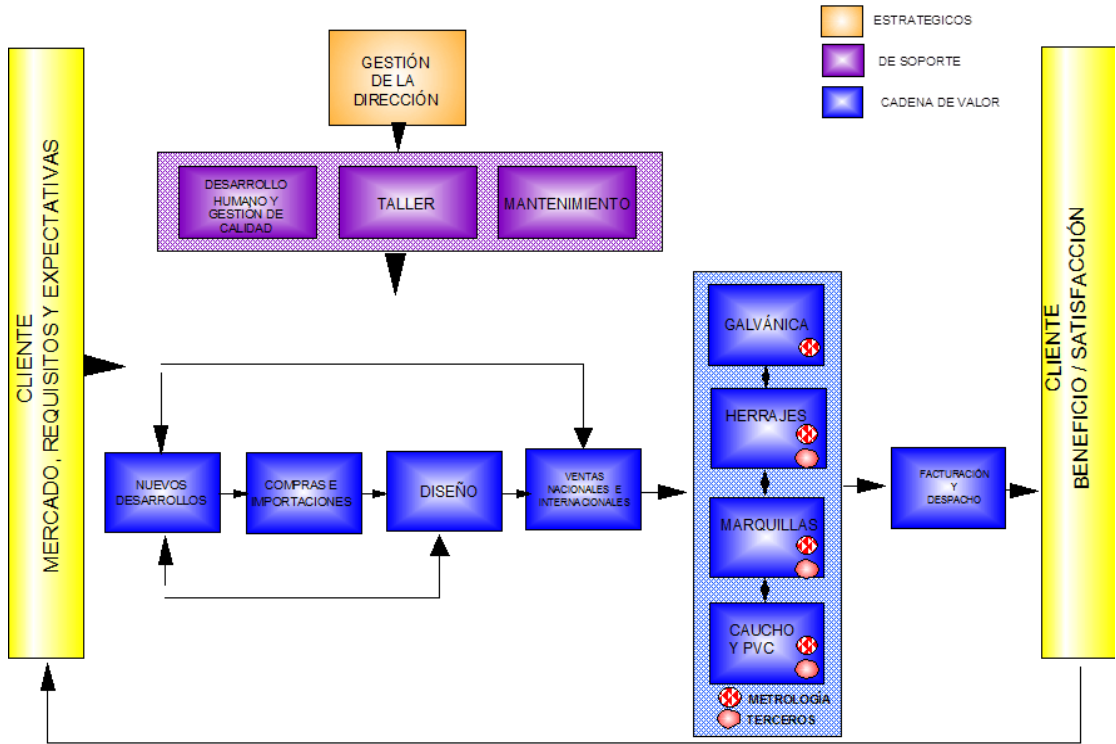 ESTRATEGICOS
DE SOPORTE
CADENA DE VALOR
GESTIÓN
DE LA
DIRECCIÓN
DESARROLLO
HUMANO Y
GESTIÓN DE
CALIDAD
TALLER
MANTENIMIENTO
CLIENTE
MERCADO, REQUISITOS Y EXPECTATIVAS
NUEVOS
DESARROLLOS
COMPRAS E
IMPORTACIONES
DISEÑO
VENTAS
NACIONALES E
INTERNACIONALES
GALVÁNICA
HERRAJES
MARQUILLAS
CAUCHO
Y PVC
METROLOGÍA
TERCEROS
FACTURACIÓN
Y
DESPACHO
CLIENTE
BENEFICIO / SATISFACCIÓN